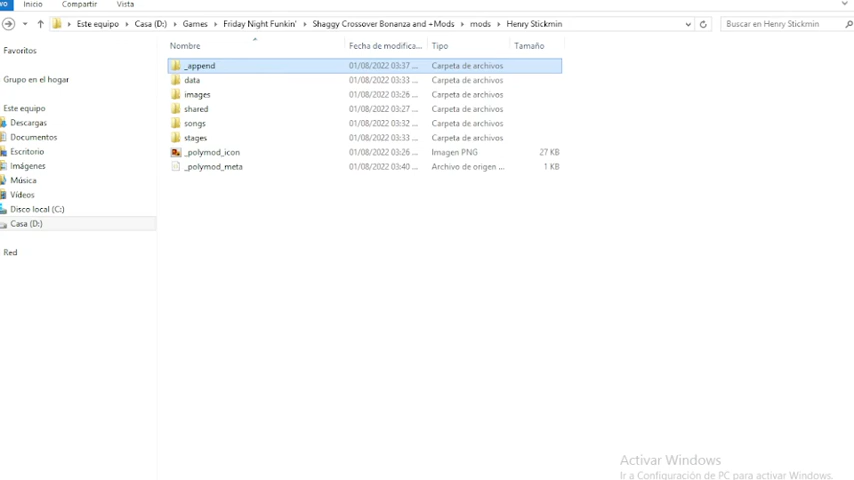 vo Inicio Compartir Vista
Este equipo Casa (D:) Games Friday Night Funkin' Shaggy Crossover Bonanza and +Mods mods Henry Stickmin Buscar en Henry Stickmin
Nombre Fecha de modifica... Tipo Tamaño
Favoritos
Grupo en el hogar
Este equipo
Descargas
Documentos
Escritorio
Imágenes
Música
Vídeos
Disco local (C:)
Casa (D:)
Red
_append 01/08/2022 03:37 ... Carpeta de archivos
data 01/08/2022 03:33 ... Carpeta de archivos
images 01/08/2022 03:26 ... Carpeta de archivos
shared 01/08/2022 03:27 ... Carpeta de archivos
songs 01/08/2022 03:32 ... Carpeta de archivos
stages 01/08/2022 03:33 ... Carpeta de archivos
_polymod_icon 01/08/2022 03:26 ... Imagen PNG 27 KB
_polymod_meta 01/08/2022 03:40 ... Archivo de origen ... 1 KB
Activar Windows
Ir a Configuración de PC para activar Windows.